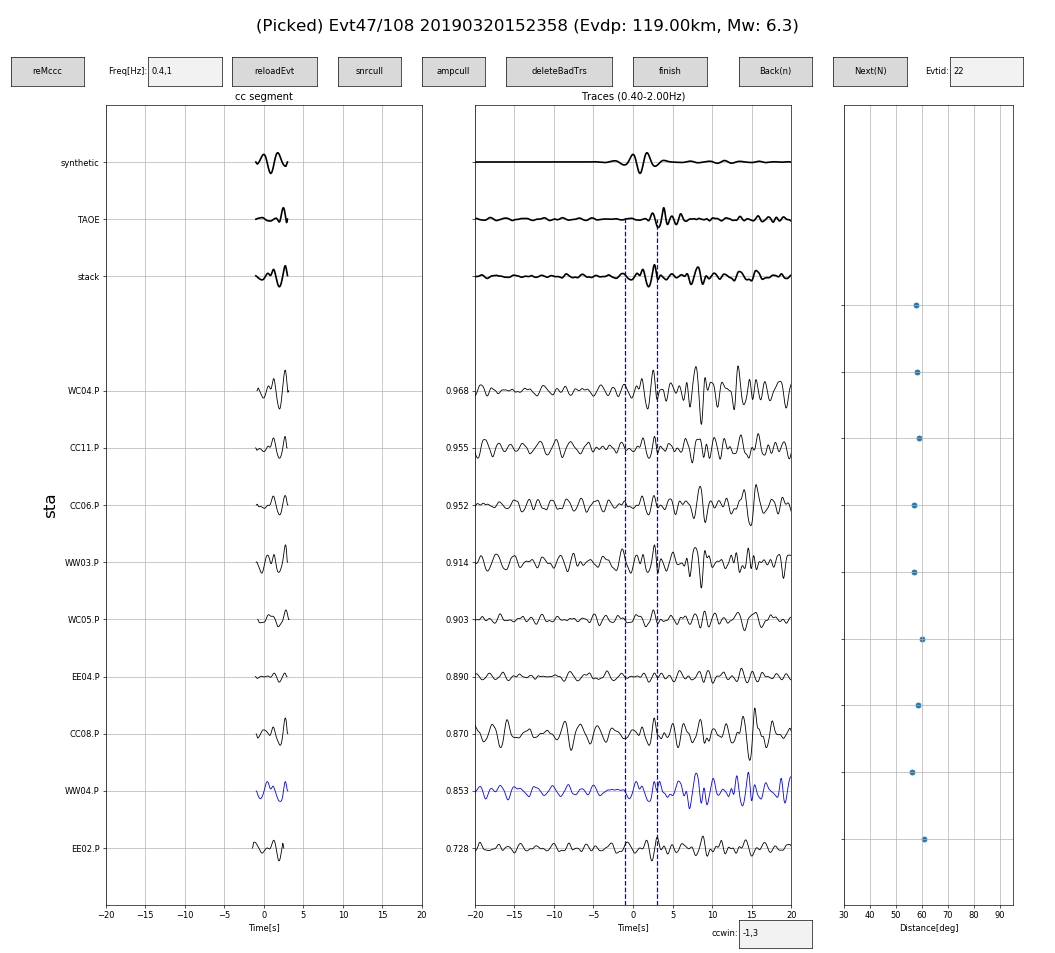 (Picked) Evt47/108 20190320152358 (Evdp: 119.00km, Mw: 6.3)
reMccc Freq[Hz]: 0.4,1 reloadEvt snrcull ampcull deleteBadTrs finish Back(n) Next(N) Evtid: 22
cc segment Traces (0.40-2.00Hz)
synthetic
TAOE
stack
WC04.P 0.968
CC11.P 0.955
CC06.P 0.952
WW03.P 0.914
WC05.P 0.903
EE04.P 0.890
CC08.P 0.870
WW04.P 0.853
EE02.P 0.728
sta
−20 −15 −10 −5 0 5 10 15 20 −20 −15 −10 −5 0 5 10 15 20 30 40 50 60 70 80 90
Time[s] Time[s] Distance[deg]
ccwin: -1,3